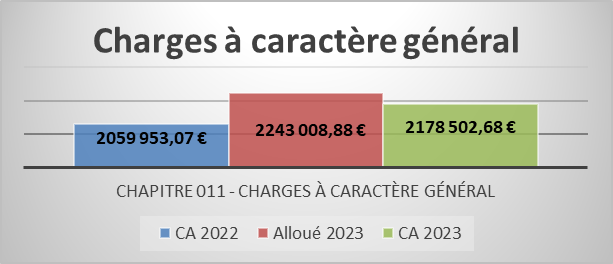 Charges à caractère général
2059 953,07 €
2243 008,88 €
2178 502,68 €
CHAPITRE 011 - CHARGES À CARACTÈRE GÉNÉRAL
CA 2022
Alloué 2023
CA 2023